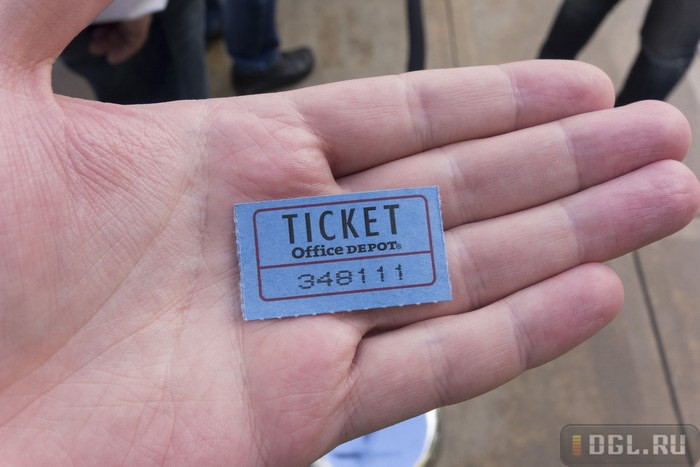 TICKET
Office DEPOT®
348111
DGL.RU